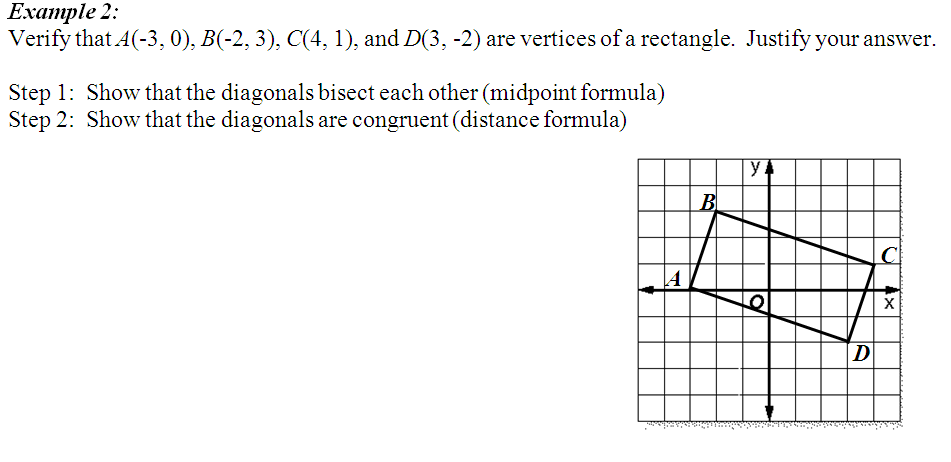 Example 2:
Verify that A(-3, 0), B(-2, 3), C(4, 1), and D(3, -2) are vertices of a rectangle.  Justify your answer.
Step 1:  Show that the diagonals bisect each other (midpoint formula)
Step 2:  Show that the diagonals are congruent (distance formula)
y
B
C
A
O
x
D